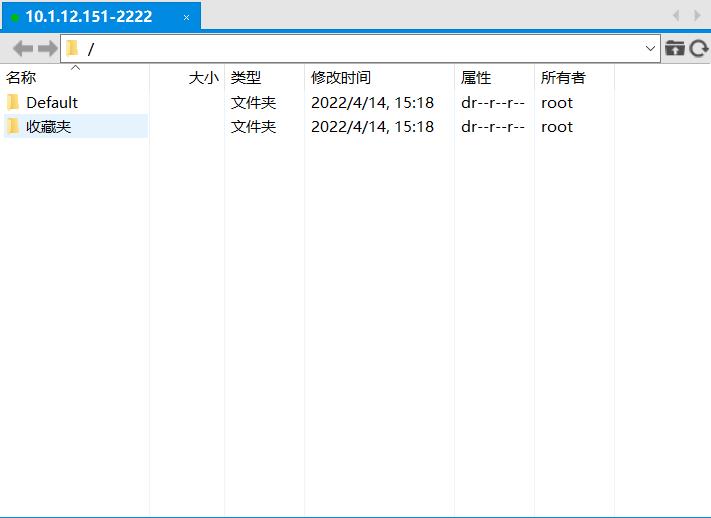 10.1.12.151-2222 ×
/
名称 大小 类型 修改时间 属性 所有者
Default 文件夹 2022/4/14, 15:18 dr--r--r-- root
收藏夹 文件夹 2022/4/14, 15:18 dr--r--r-- root